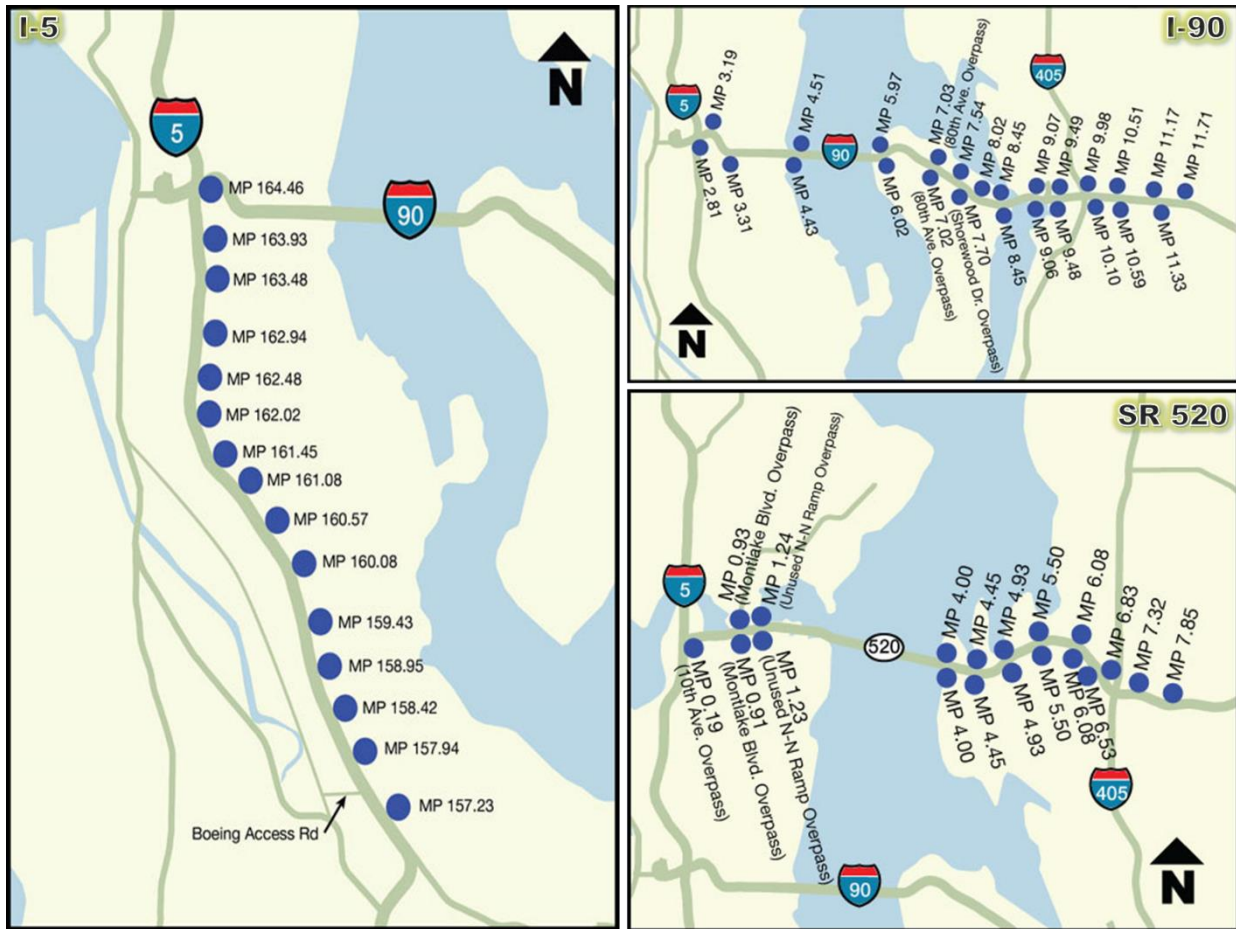 I-5
N
5
MP 164.46
90
MP 163.93
MP 163.48
MP 162.94
MP 162.48
MP 162.02
MP 161.45
MP 161.08
MP 160.57
MP 160.08
MP 159.43
MP 158.95
MP 158.42
MP 157.94
MP 157.23
Boeing Access Rd
I-90
5
MP 3.19
MP 4.51
90
MP 5.97
MP 7.03
(80th Ave. Overpass)
MP 7.54
MP 8.02
MP 8.45
405
MP 9.07
MP 9.49
MP 9.98
MP 10.51
MP 11.17
MP 11.71
MP 2.81
MP 3.31
MP 4.43
MP 6.02
MP 7.02
(80th Ave. Overpass)
MP 7.70
(Shorewood Dr. Overpass)
MP 8.45
MP 9.06
MP 9.48
MP 10.10
MP 10.59
MP 11.33
N
SR 520
5
MP 0.93
(Montlake Blvd. Overpass)
MP 1.24
(Unused N-N Ramp Overpass)
520
MP 4.00
MP 4.45
MP 4.93
MP 5.50
MP 6.08
MP 6.83
MP 7.32
MP 7.85
MP 0.19
(10th Ave. Overpass)
MP 0.91
(Montlake Blvd. Overpass)
MP 1.23
(Unused N-N Ramp Overpass)
MP 4.00
MP 4.45
MP 4.93
MP 5.50
MP 6.08
MP 6.53
405
90
N